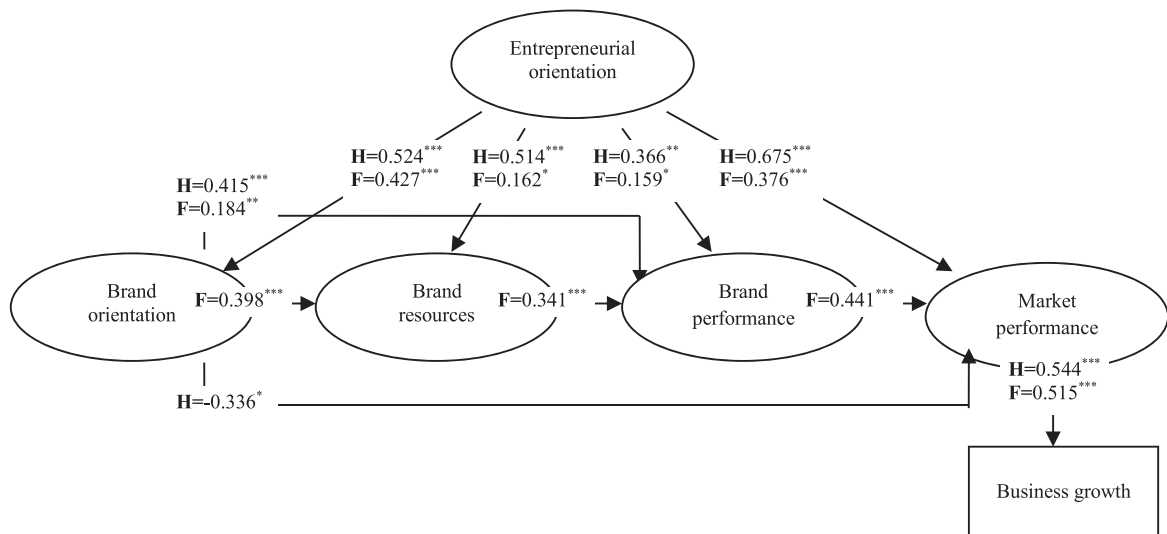 Entrepreneurial
orientation
H=0.524***
F=0.427***
H=0.514***
F=0.162*
H=0.366**
F=0.159*
H=0.675***
F=0.376***
H=0.415***
F=0.184**
Brand
orientation
F=0.398***
Brand
resources
F=0.341***
Brand
performance
F=0.441***
Market
performance
H=0.544***
F=0.515***
H=-0.336*
Business growth